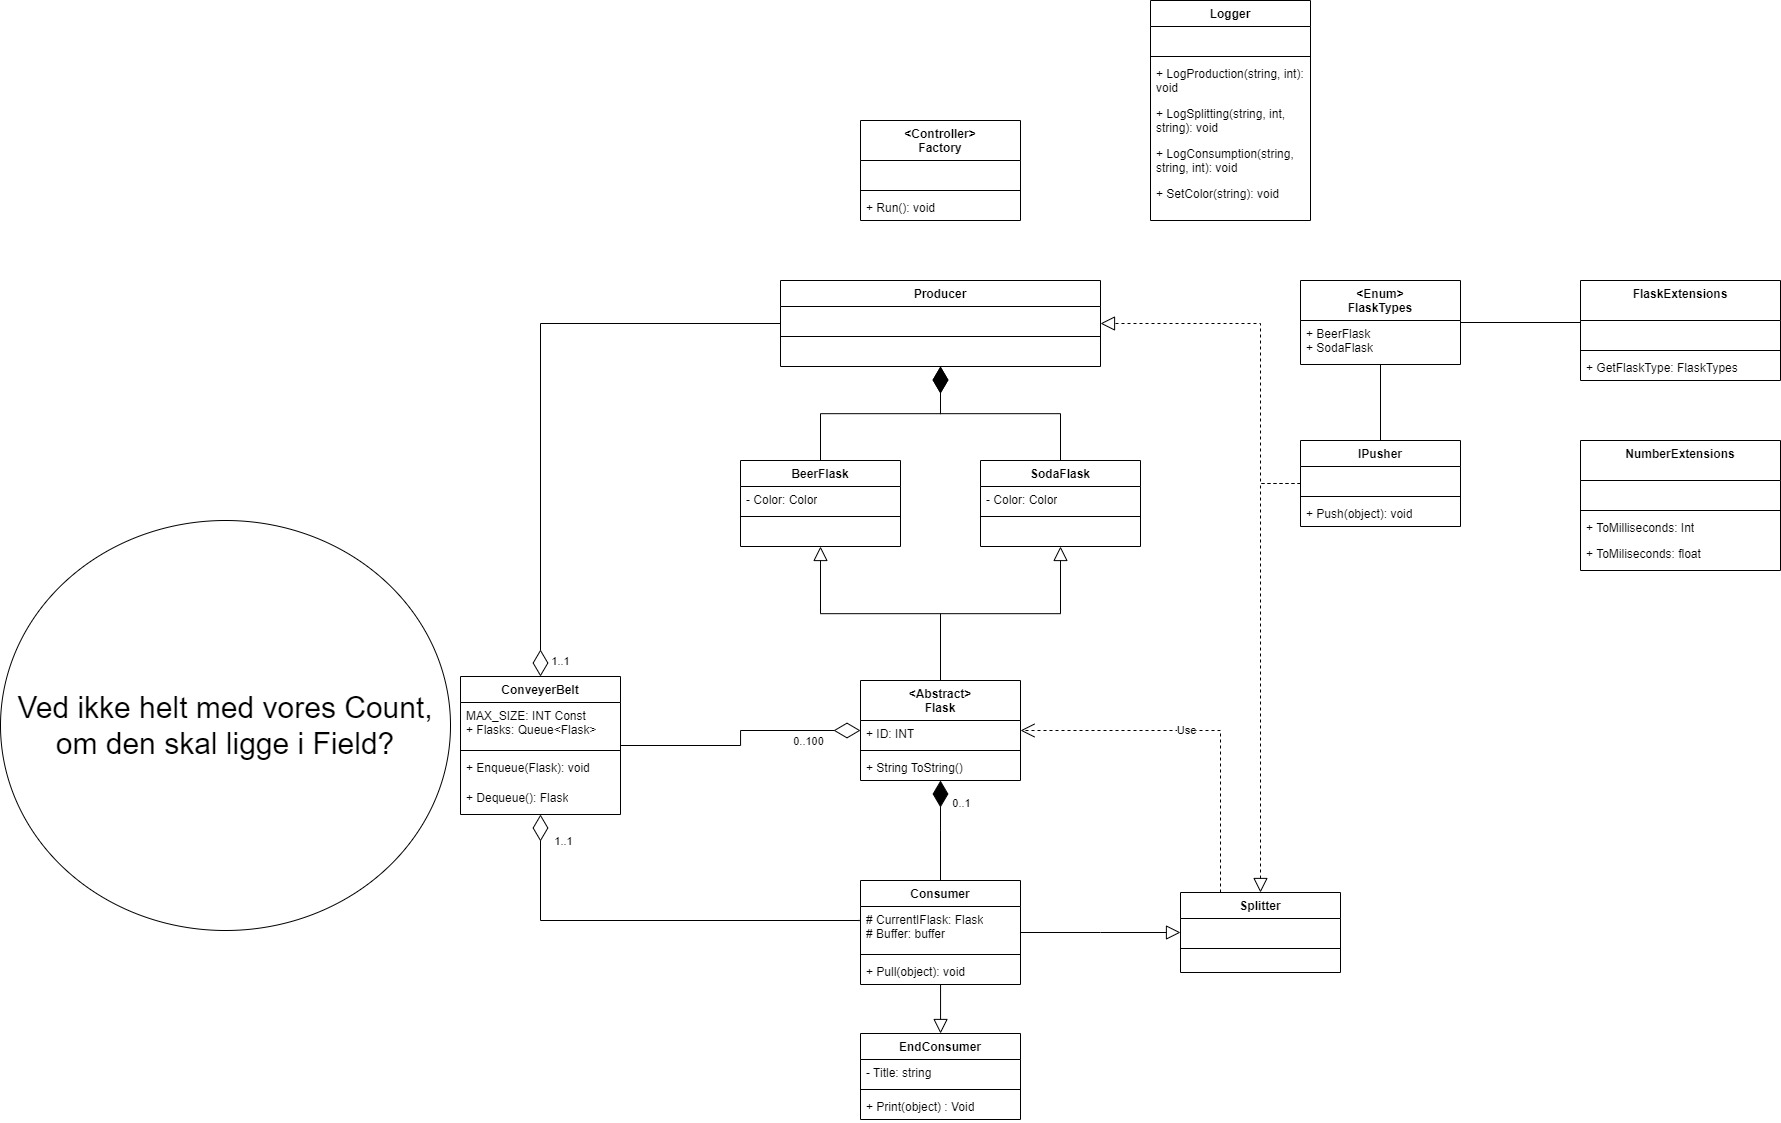 Logger
+ LogProduction(string, int):
void
+ LogSplitting(string, int,
string): void
+ LogConsumption(string,
string, int): void
+ SetColor(string): void
<Controller>
Factory
+ Run(): void
Producer
<Enum>
FlaskTypes
+ BeerFlask
+ SodaFlask
FlaskExtensions
+ GetFlaskType: FlaskTypes
BeerFlask
- Color: Color
SodaFlask
- Color: Color
IPusher
+ Push(object): void
NumberExtensions
+ ToMilliseconds: Int
+ ToMiliseconds: float
Ved ikke helt med vores Count,
om den skal ligge i Field?
1..1
ConveyerBelt
MAX_SIZE: INT Const
+ Flasks: Queue<Flask>
+ Enqueue(Flask): void
+ Dequeue(): Flask
1..1
0..100
<Abstract>
Flask
+ ID: INT
+ String ToString()
0..1
Use
Consumer
# CurrentlFlask: Flask
# Buffer: buffer
+ Pull(object): void
Splitter
EndConsumer
- Title: string
+ Print(object) : Void